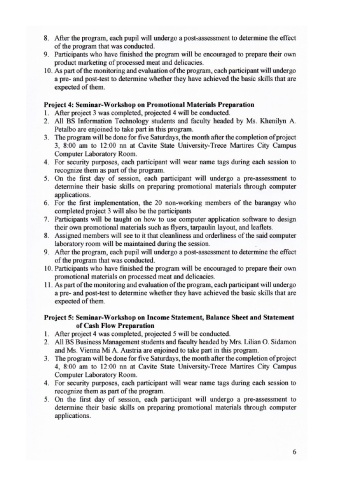 8. After the program, each pupil will undergo a post-assessment to determine the effect
of the program that was conducted.
9. Participants who have finished the program will be encouraged to prepare their own
product marketing of processed meat and delicacies.
10. As part of the monitoring and evaluation of the program, each participant will undergo
a pre- and post-test to determine whether they have achieved the basic skills that are
expected of them.
Project 4: Seminar-Workshop on Promotional Materials Preparation
1. After project 3 was completed, projected 4 will be conducted.
2. All BS Information Technology students and faculty headed by Ms. Khenilyn A.
Petalbo are enjoined to take part in this program.
3. The program will be done for five Saturdays, the month after the completion of project
3, 8:00 am to 12:00 nn at Cavite State University-Trece Martires City Campus
Computer Laboratory Room.
4. For security purposes, each participant will wear name tags during each session to
recognize them as part of the program.
5. On the first day of session, each participant will undergo a pre-assessment to
determine their basic skills on preparing promotional materials through computer
applications.
6. For the first implementation, the 20 non-working members of the barangay who
completed project 3 will also be the participants
7. Participants will be taught on how to use computer application software to design
their own promotional materials such as flyers, tarpaulin layout, and leaflets.
8. Assigned members will see to it that cleanliness and orderliness of the said computer
laboratory room will be maintained during the session.
9. After the program, each pupil will undergo a post-assessment to determine the effect
of the program that was conducted.
10. Participants who have finished the program will be encouraged to prepare their own
promotional materials on processed meat and delicacies.
11. As part of the monitoring and evaluation of the program, each participant will undergo
a pre- and post-test to determine whether they have achieved the basic skills that are
expected of them.
Project 5: Seminar-Workshop on Income Statement, Balance Sheet and Statement
of Cash Flow Preparation
1. After project 4 was completed, projected 5 will be conducted.
2. All BS Business Management students and faculty headed by Mrs. Lilian O. Sidamon
and Ms. Vienna Mi A. Austria are enjoined to take part in this program.
3. The program will be done for five Saturdays, the month after the completion of project
4, 8:00 am to 12:00 nn at Cavite State University-Trece Martires City Campus
Computer Laboratory Room.
4. For security purposes, each participant will wear name tags during each session to
recognize them as part of the program.
5. On the first day of session, each participant will undergo a pre-assessment to
determine their basic skills on preparing promotional materials through computer
applications.
6